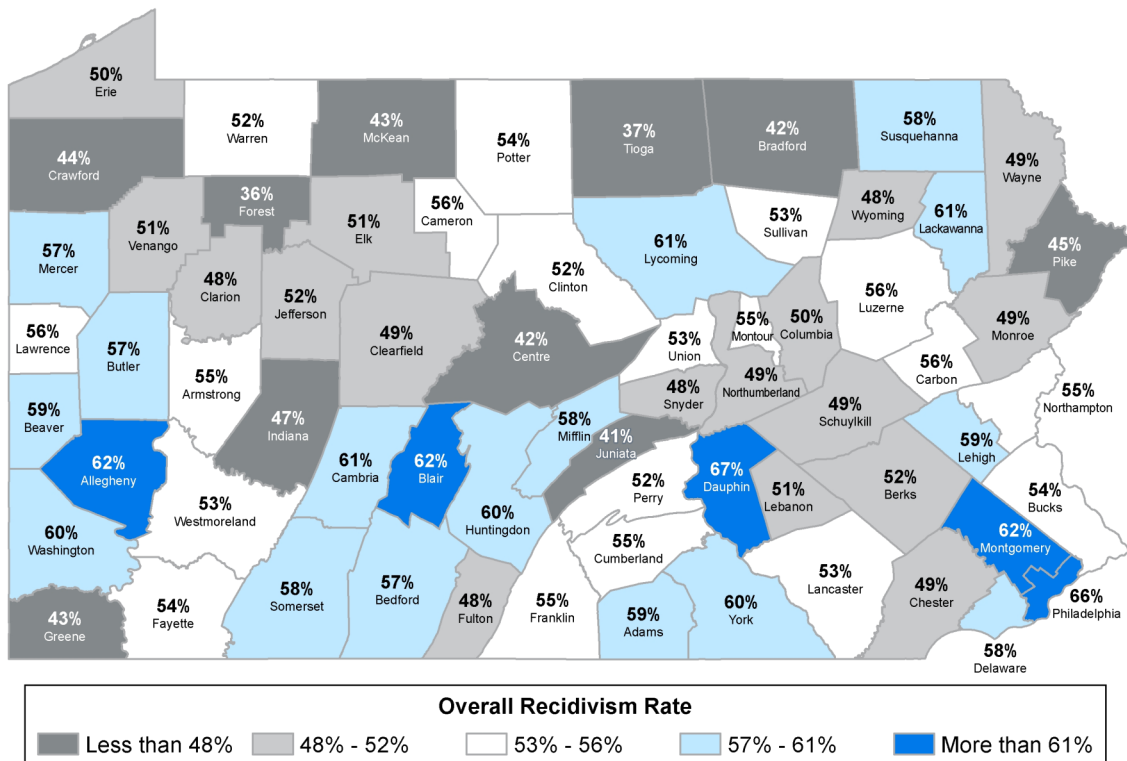 50%
Erie
52%
Warren
43%
McKean
54%
Potter
37%
Tioga
42%
Bradford
58%
Susquehanna
49%
Wayne
44%
Crawford
36%
Forest
51%
Venango
51%
Elk
56%
Cameron
53%
Sullivan
48%
Wyoming
61%
Lackawanna
45%
Pike
57%
Mercer
48%
Clarion
52%
Jefferson
52%
Clinton
61%
Lycoming
56%
Luzerne
49%
Monroe
56%
Lawrence
57%
Butler
49%
Clearfield
42%
Centre
53%
Union
55%
Montour
50%
Columbia
56%
Carbon
55%
Northampton
55%
Armstrong
59%
Beaver
47%
Indiana
58%
Mifflin
48%
Snyder
49%
Northumberland
49%
Schuylkill
59%
Lehigh
62%
Allegheny
61%
Cambria
62%
Blair
41%
Juniata
52%
Perry
67%
Dauphin
51%
Lebanon
52%
Berks
54%
Bucks
53%
Westmoreland
60%
Huntingdon
60%
Washington
55%
Cumberland
62%
Montgomery
43%
Greene
54%
Fayette
58%
Somerset
57%
Bedford
48%
Fulton
55%
Franklin
59%
Adams
60%
York
53%
Lancaster
49%
Chester
66%
Philadelphia
58%
Delaware
Overall Recidivism Rate
Less than 48%
48% - 52%
53% - 56%
57% - 61%
More than 61%